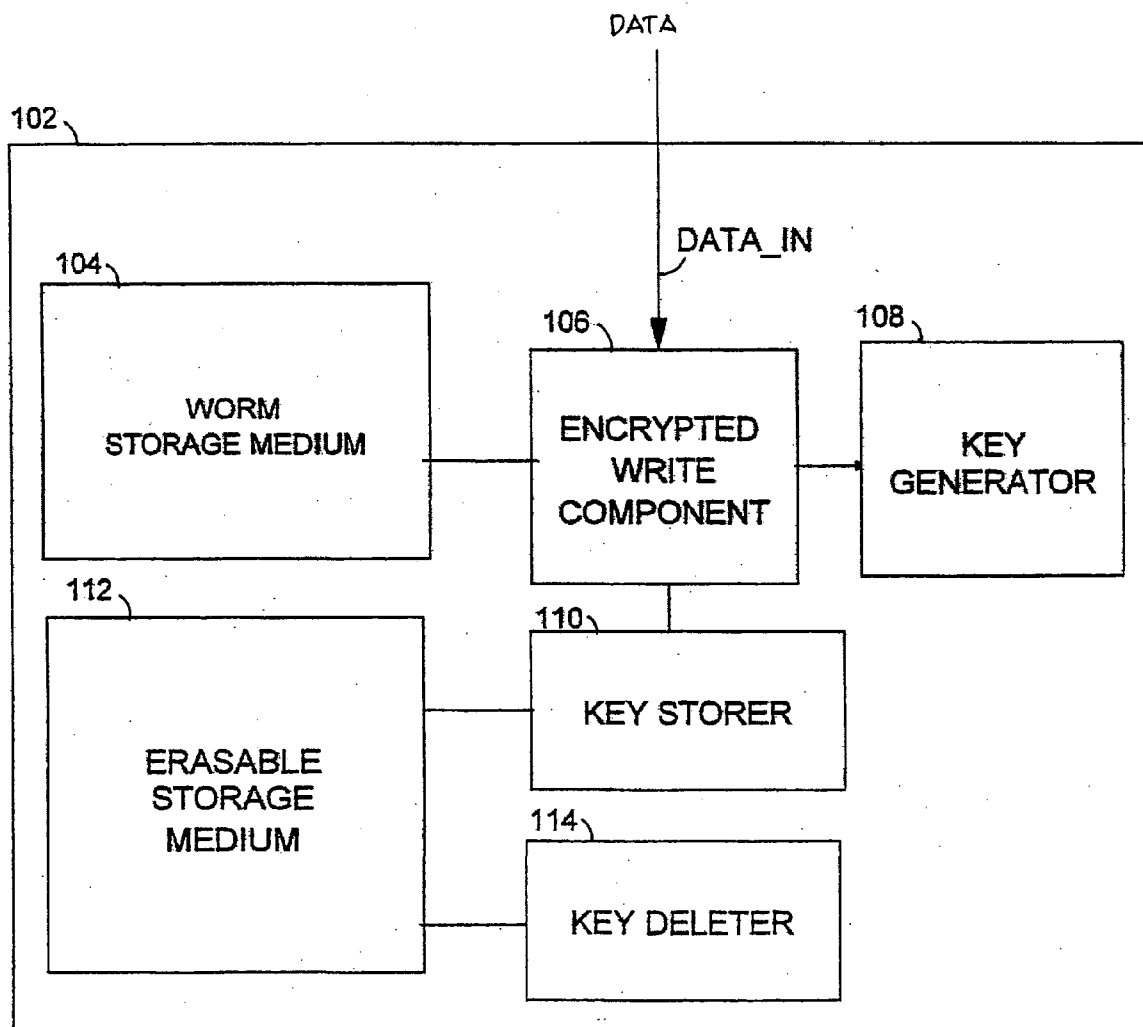 DATA
102
DATA_IN
104
106
108
WORM
STORAGE MEDIUM
ENCRYPTED
WRITE
COMPONENT
KEY
GENERATOR
112
110
KEY STORER
ERASABLE
STORAGE
MEDIUM
114
KEY DELETER